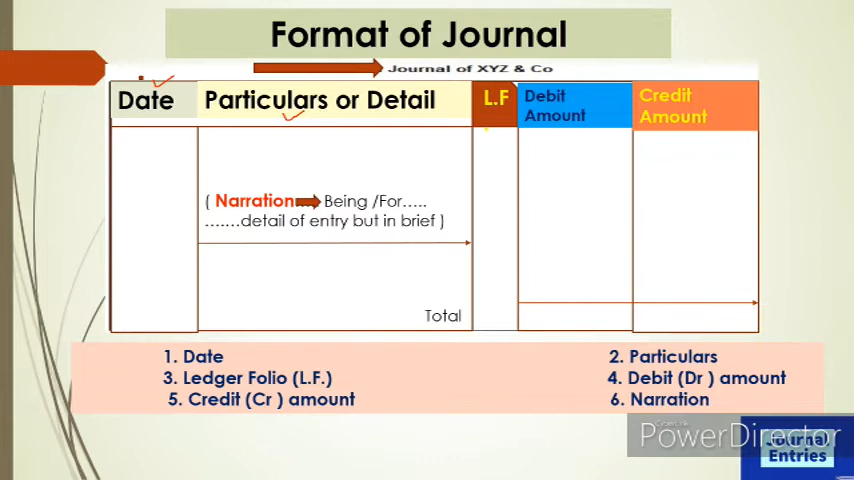 Format of Journal
Journal of XYZ & Co
Date
Particulars or Detail
L.F
Debit
Amount
Credit
Amount
( Narration Being /For…..
…….detail of entry but in brief )
Total
1. Date
2. Particulars
3. Ledger Folio (L.F.)
4. Debit (Dr ) amount
5. Credit (Cr ) amount
6. Narration
CyberLink
PowerDirector
Journal
Entries